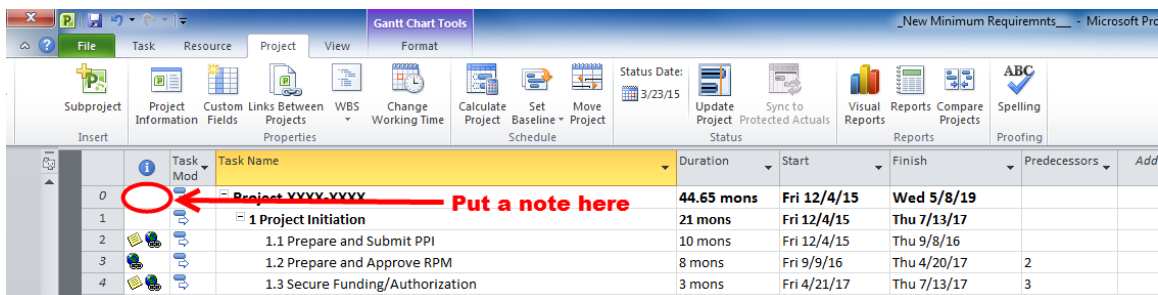 Gantt Chart Tools
_New Minimum Requiremnts__ - Microsoft Pro
File Task Resource Project View Format
Subproject
Project Information
Custom Fields
Links Between Projects
WBS
Change Working Time
Calculate Project
Set Baseline
Move Project
Status Date:
3/23/15
Update Project
Sync to Protected Actuals
Visual Reports
Reports
Compare Projects
ABC
Spelling
Insert Properties Schedule Status Reports Proofing
Task Mod Task Name Duration Start Finish Predecessors Add
0 Project XXXX-XXXX 44.65 mons Fri 12/4/15 Wed 5/8/19
Put a note here
1 1 Project Initiation 21 mons Fri 12/4/15 Thu 7/13/17
2 1.1 Prepare and Submit PPI 10 mons Fri 12/4/15 Thu 9/8/16
3 1.2 Prepare and Approve RPM 8 mons Fri 9/9/16 Thu 4/20/17 2
4 1.3 Secure Funding/Authorization 3 mons Fri 4/21/17 Thu 7/13/17 3